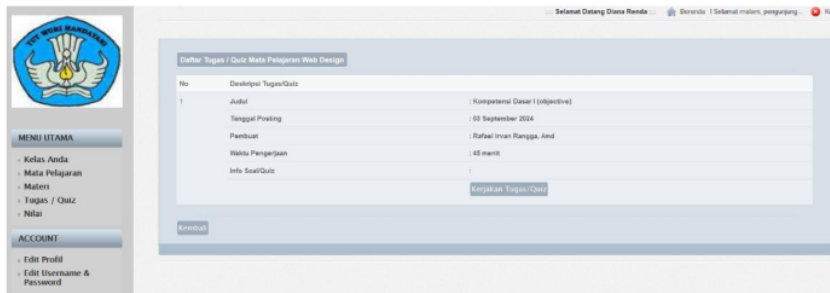 ::. Selamat Datang Diana Renda .:: Beranda | Selamat malam, pengunjung...
TUT WURI HANDAYANI
Daftar Tugas / Quiz Mata Pelajaran Web Design
No Deskripsi Tugas/Quiz
1 Judul : Kompetensi Dasar I (objective)
Tanggal Posting : 03 September 2024
Pembuat : Rafael Irvan Rangga, Amd
Waktu Pengerjaan : 45 menit
Info Soal/Quiz :
Kerjakan Tugas/Quiz
Kembali
MENU UTAMA
› Kelas Anda
› Mata Pelajaran
› Materi
› Tugas / Quiz
› Nilai
ACCOUNT
› Edit Profil
› Edit Username &
Password